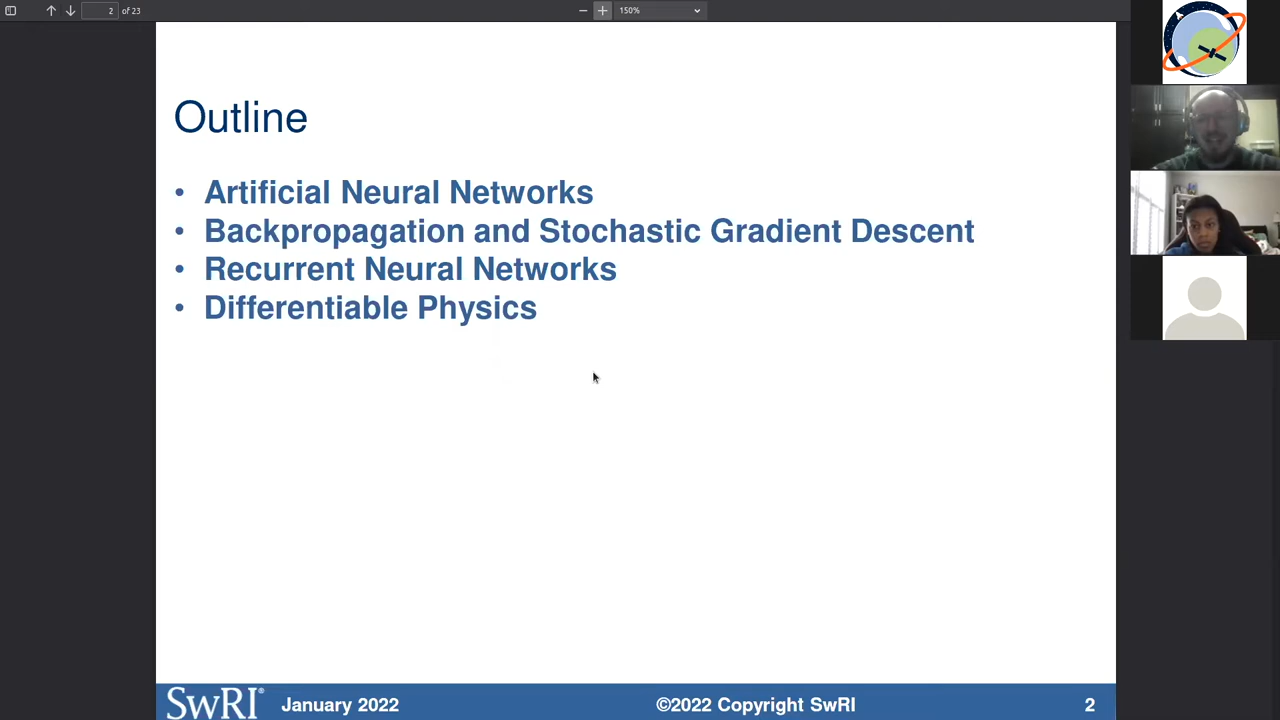 2 of 23
150%
Outline
• Artificial Neural Networks
• Backpropagation and Stochastic Gradient Descent
• Recurrent Neural Networks
• Differentiable Physics
SwRI® January 2022 ©2022 Copyright SwRI 2